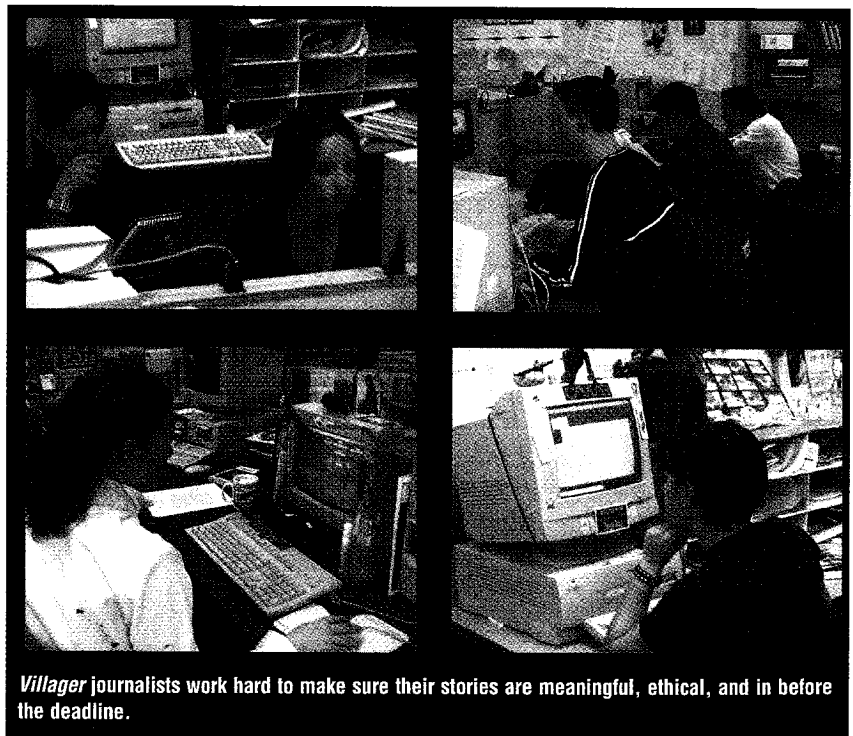 Villager journalists work hard to make sure their stories are meaningful, ethical, and in before
the deadline.